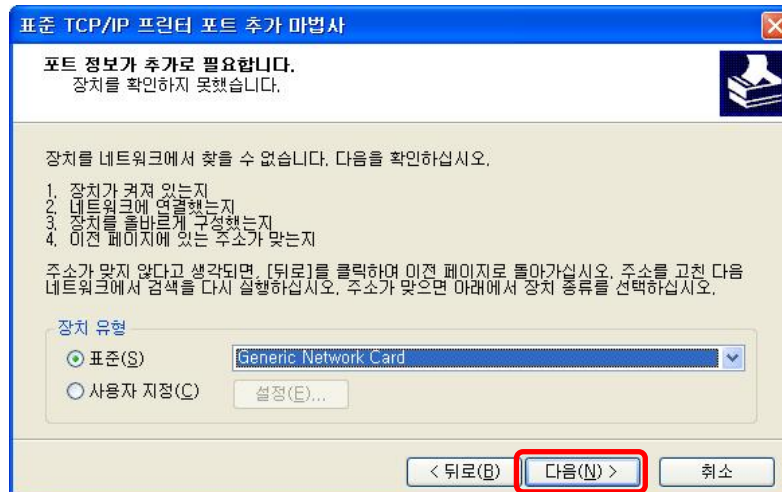 표준 TCP/IP 프린터 포트 추가 마법사
포트 정보가 추가로 필요합니다.
장치를 확인하지 못했습니다.
장치를 네트워크에서 찾을 수 없습니다. 다음을 확인하십시오.
1. 장치가 켜져 있는지
2. 네트워크에 연결했는지
3. 장치를 올바르게 구성했는지
4. 이전 페이지에 있는 주소가 맞는지
주소가 맞지 않다고 생각되면, [뒤로]를 클릭하여 이전 페이지로 돌아가십시오. 주소를 고친 다음
네트워크에서 검색을 다시 실행하십시오. 주소가 맞으면 아래에서 장치 종류를 선택하십시오.
장치 유형
표준(S) Generic Network Card
사용자 지정(C) 설정(E)...
< 뒤로(B) 다음(N) > 취소